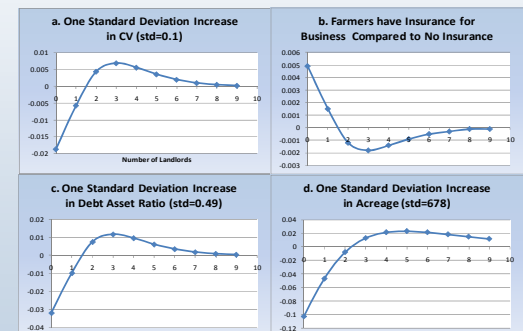 a. One Standard Deviation Increase
in CV (std=0.1)
0.01
0.005
0
-0.005
-0.01
-0.015
-0.02
0 1 2 3 4 5 6 7 8 9 10
Number of Landlords
b. Farmers have Insurance for
Business Compared to No Insurance
0.006
0.005
0.004
0.003
0.002
0.001
0
-0.001
-0.002
-0.003
0 1 2 3 4 5 6 7 8 9 10
c. One Standard Deviation Increase
in Debt Asset Ratio (std=0.49)
0.02
0.01
0
-0.01
-0.02
-0.03
-0.04
0 1 2 3 4 5 6 7 8 9 10
d. One Standard Deviation Increase
in Acreage (std=678)
0.04
0.02
0
-0.02
-0.04
-0.06
-0.08
-0.1
-0.12
0 1 2 3 4 5 6 7 8 9 10